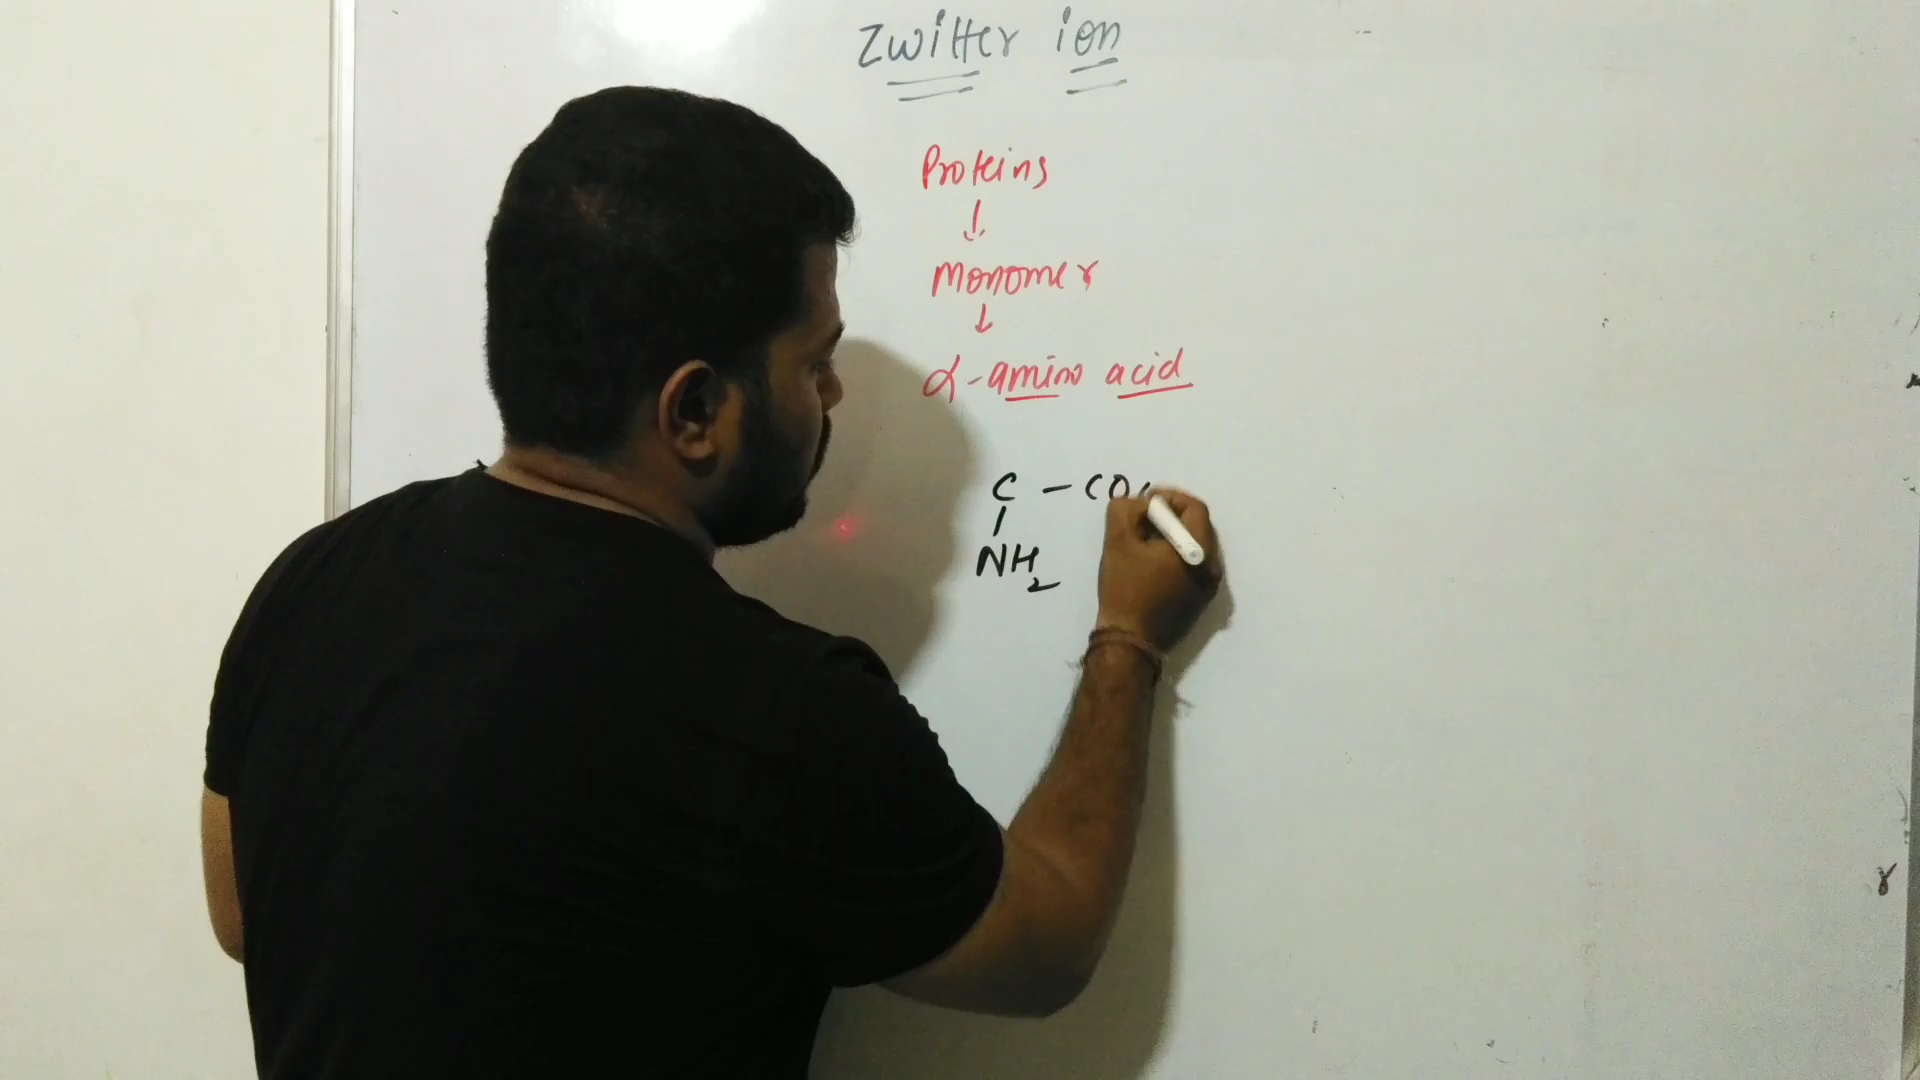 Zwitter ion
Proteins
↓
Monomer
↓
α-amino acid
C - CO
|
NH2